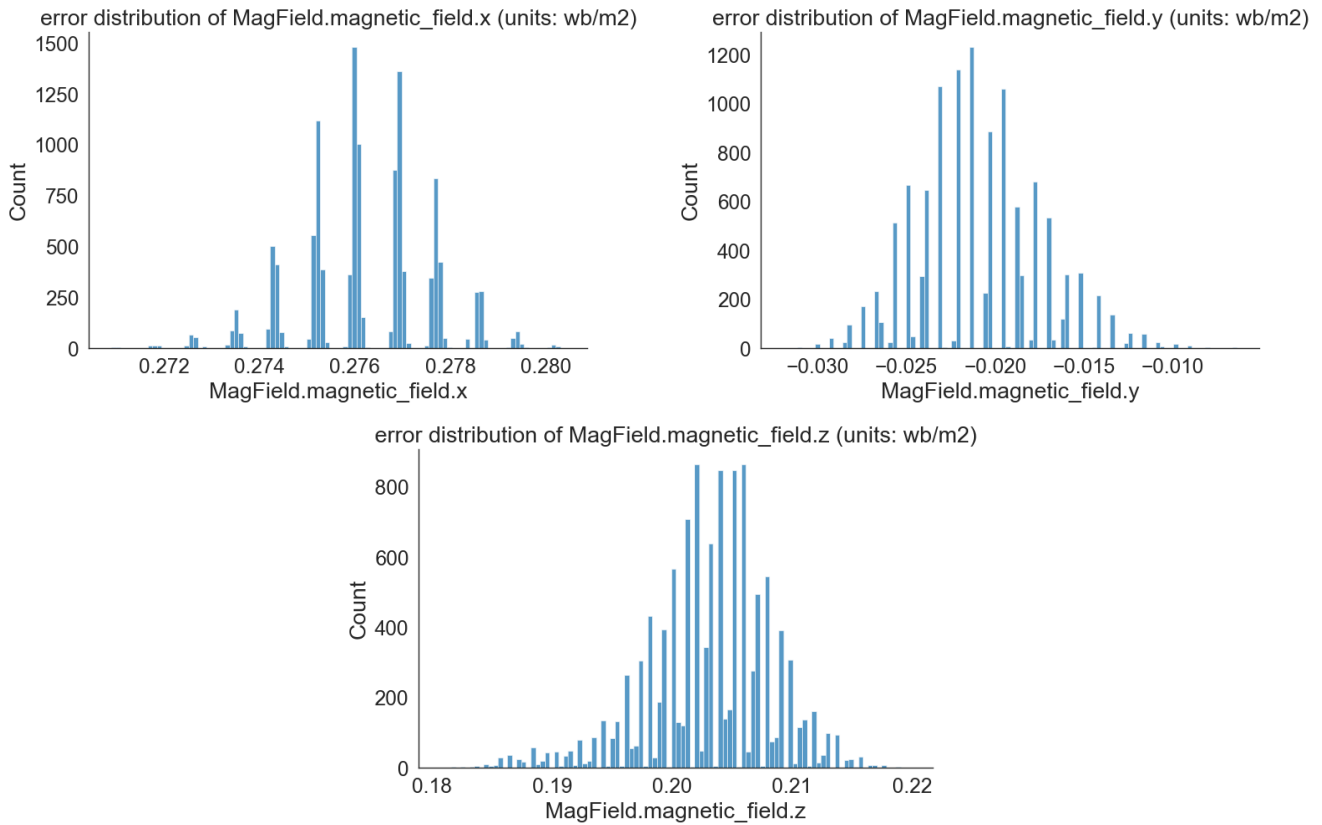 error distribution of MagField.magnetic_field.x (units: wb/m2)
1500
1250
1000
750
500
250
0
Count
0.272 0.274 0.276 0.278 0.280
MagField.magnetic_field.x
error distribution of MagField.magnetic_field.y (units: wb/m2)
1200
1000
800
600
400
200
0
Count
−0.030 −0.025 −0.020 −0.015 −0.010
MagField.magnetic_field.y
error distribution of MagField.magnetic_field.z (units: wb/m2)
800
600
400
200
0
Count
0.18 0.19 0.20 0.21 0.22
MagField.magnetic_field.z